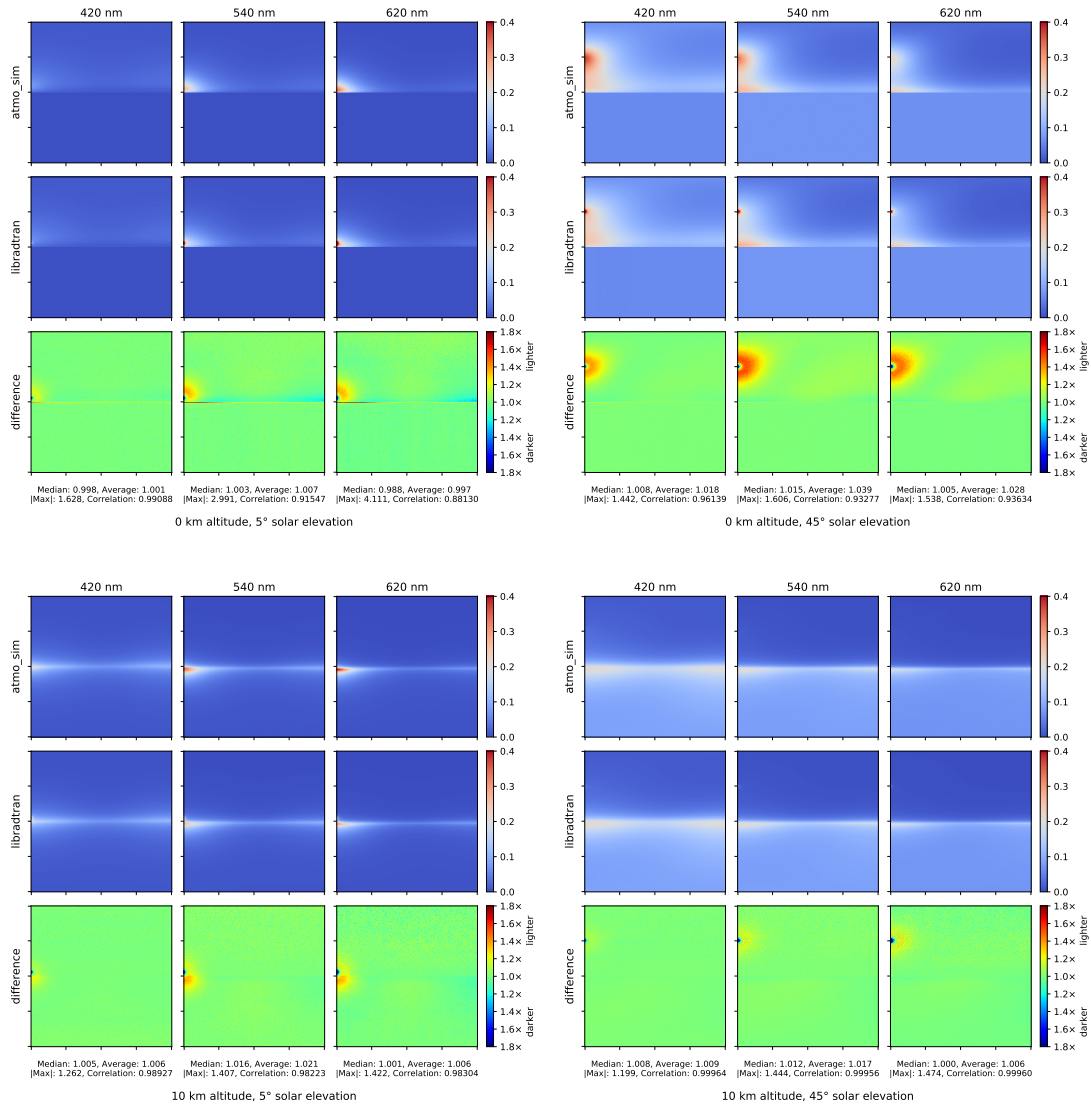 420 nm 540 nm 620 nm
atmo_sim
0.4
0.3
0.2
0.1
0.0
libradtran
0.4
0.3
0.2
0.1
0.0
difference
1.8×
1.6×
1.4×
1.2×
1.0×
1.2×
1.4×
1.6×
1.8×
lighter
darker
Median: 0.998, Average: 1.001 Median: 1.003, Average: 1.007 Median: 0.988, Average: 0.997
|Max|: 1.628, Correlation: 0.99088 |Max|: 2.991, Correlation: 0.91547 |Max|: 4.111, Correlation: 0.88130
0 km altitude, 5° solar elevation
420 nm 540 nm 620 nm
atmo_sim
0.4
0.3
0.2
0.1
0.0
libradtran
0.4
0.3
0.2
0.1
0.0
difference
1.8×
1.6×
1.4×
1.2×
1.0×
1.2×
1.4×
1.6×
1.8×
lighter
darker
Median: 1.008, Average: 1.018 Median: 1.015, Average: 1.039 Median: 1.005, Average: 1.028
|Max|: 1.442, Correlation: 0.96139 |Max|: 1.606, Correlation: 0.93277 |Max|: 1.538, Correlation: 0.93634
0 km altitude, 45° solar elevation
420 nm 540 nm 620 nm
atmo_sim
0.4
0.3
0.2
0.1
0.0
libradtran
0.4
0.3
0.2
0.1
0.0
difference
1.8×
1.6×
1.4×
1.2×
1.0×
1.2×
1.4×
1.6×
1.8×
lighter
darker
Median: 1.005, Average: 1.006 Median: 1.016, Average: 1.021 Median: 1.001, Average: 1.006
|Max|: 1.262, Correlation: 0.98927 |Max|: 1.407, Correlation: 0.98223 |Max|: 1.422, Correlation: 0.98304
10 km altitude, 5° solar elevation
420 nm 540 nm 620 nm
atmo_sim
0.4
0.3
0.2
0.1
0.0
libradtran
0.4
0.3
0.2
0.1
0.0
difference
1.8×
1.6×
1.4×
1.2×
1.0×
1.2×
1.4×
1.6×
1.8×
lighter
darker
Median: 1.008, Average: 1.009 Median: 1.012, Average: 1.017 Median: 1.000, Average: 1.006
|Max|: 1.199, Correlation: 0.99964 |Max|: 1.444, Correlation: 0.99956 |Max|: 1.474, Correlation: 0.99960
10 km altitude, 45° solar elevation